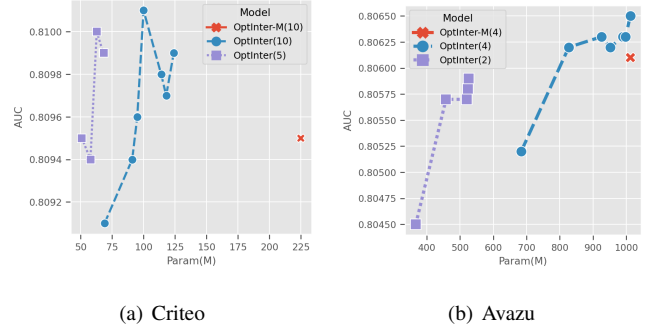 Model
OptInter-M(10)
OptInter(10)
OptInter(5)
0.8100
0.8098
0.8096
0.8094
0.8092
AUC
50 75 100 125 150 175 200 225
Param(M)
(a) Criteo
Model
OptInter-M(4)
OptInter(4)
OptInter(2)
0.80650
0.80625
0.80600
0.80575
0.80550
0.80525
0.80500
0.80475
0.80450
AUC
400 500 600 700 800 900 1000
Param(M)
(b) Avazu